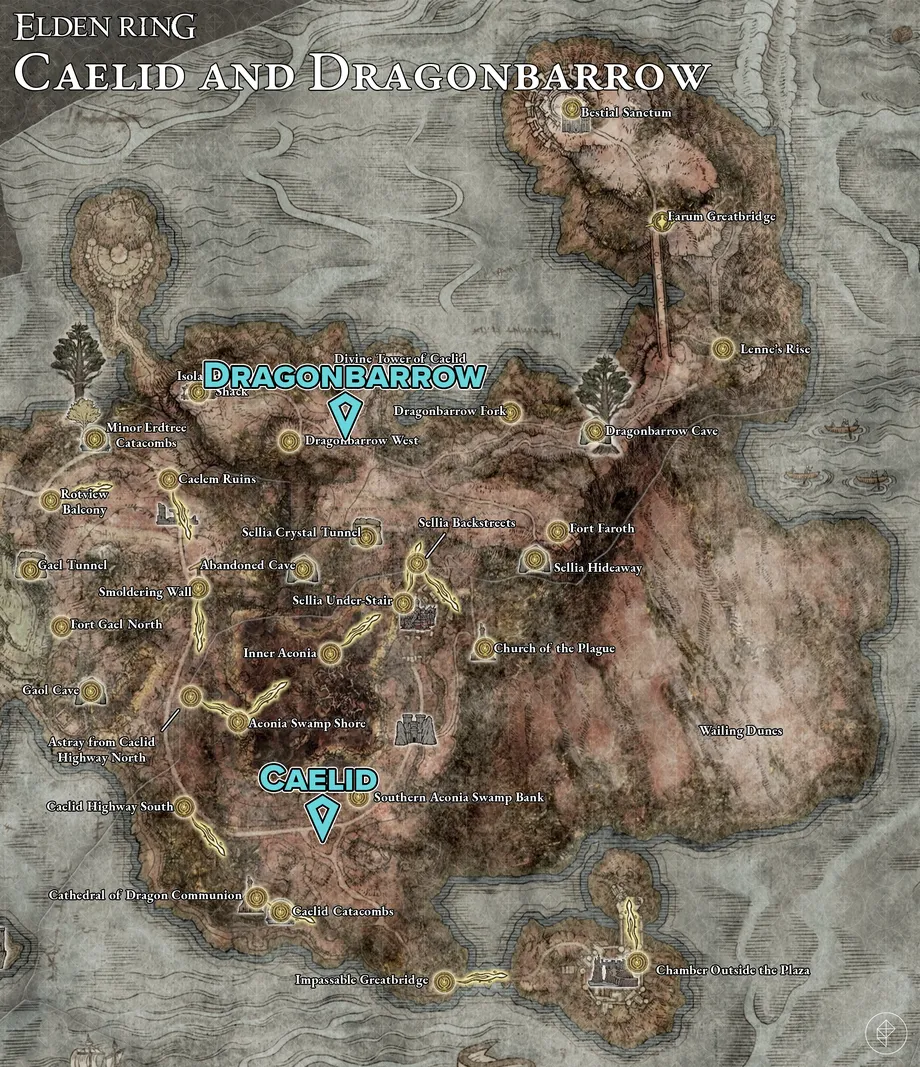 ELDEN RING
CAELID AND DRAGONBARROW
Bestial Sanctum
Farum Greatbridge
Lenne's Rise
Divine Tower of Caelid
Shack
DRAGONBARROW
Dragonbarrow Fork
Dragonbarrow West
Dragonbarrow Cave
Minor Erdtree
Catacombs
Caelem Ruins
Rotview
Balcony
Sellia Backstreets
Sellia Crystal Tunnel
Fort Faroth
Gael Tunnel
Abandoned Cave
Sellia Hideaway
Smoldering Wall
Sellia Under-Stair
Fort Gael North
Inner Aeonia
Church of the Plague
Gaol Cave
Aeonia Swamp Shore
Astray from Caelid
Highway North
Wailing Dunes
CAELID
Caelid Highway South
Southern Aeonia Swamp Bank
Cathedral of Dragon Communion
Caelid Catacombs
Impassable Greatbridge
Chamber Outside the Plaza